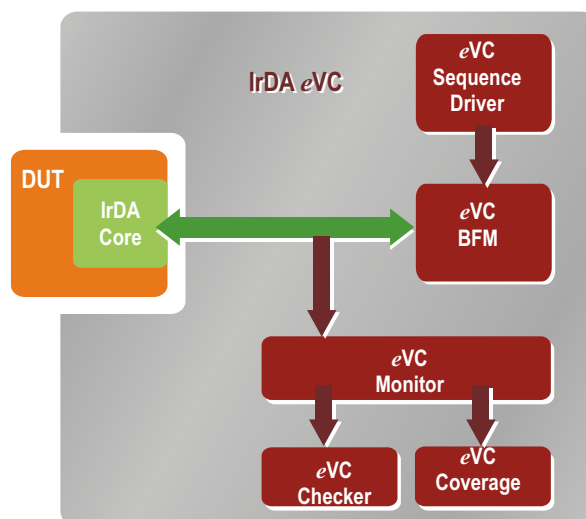 IrDA eVC
eVC
Sequence
Driver
DUT
IrDA
Core
eVC
BFM
eVC
Monitor
eVC
Checker
eVC
Coverage